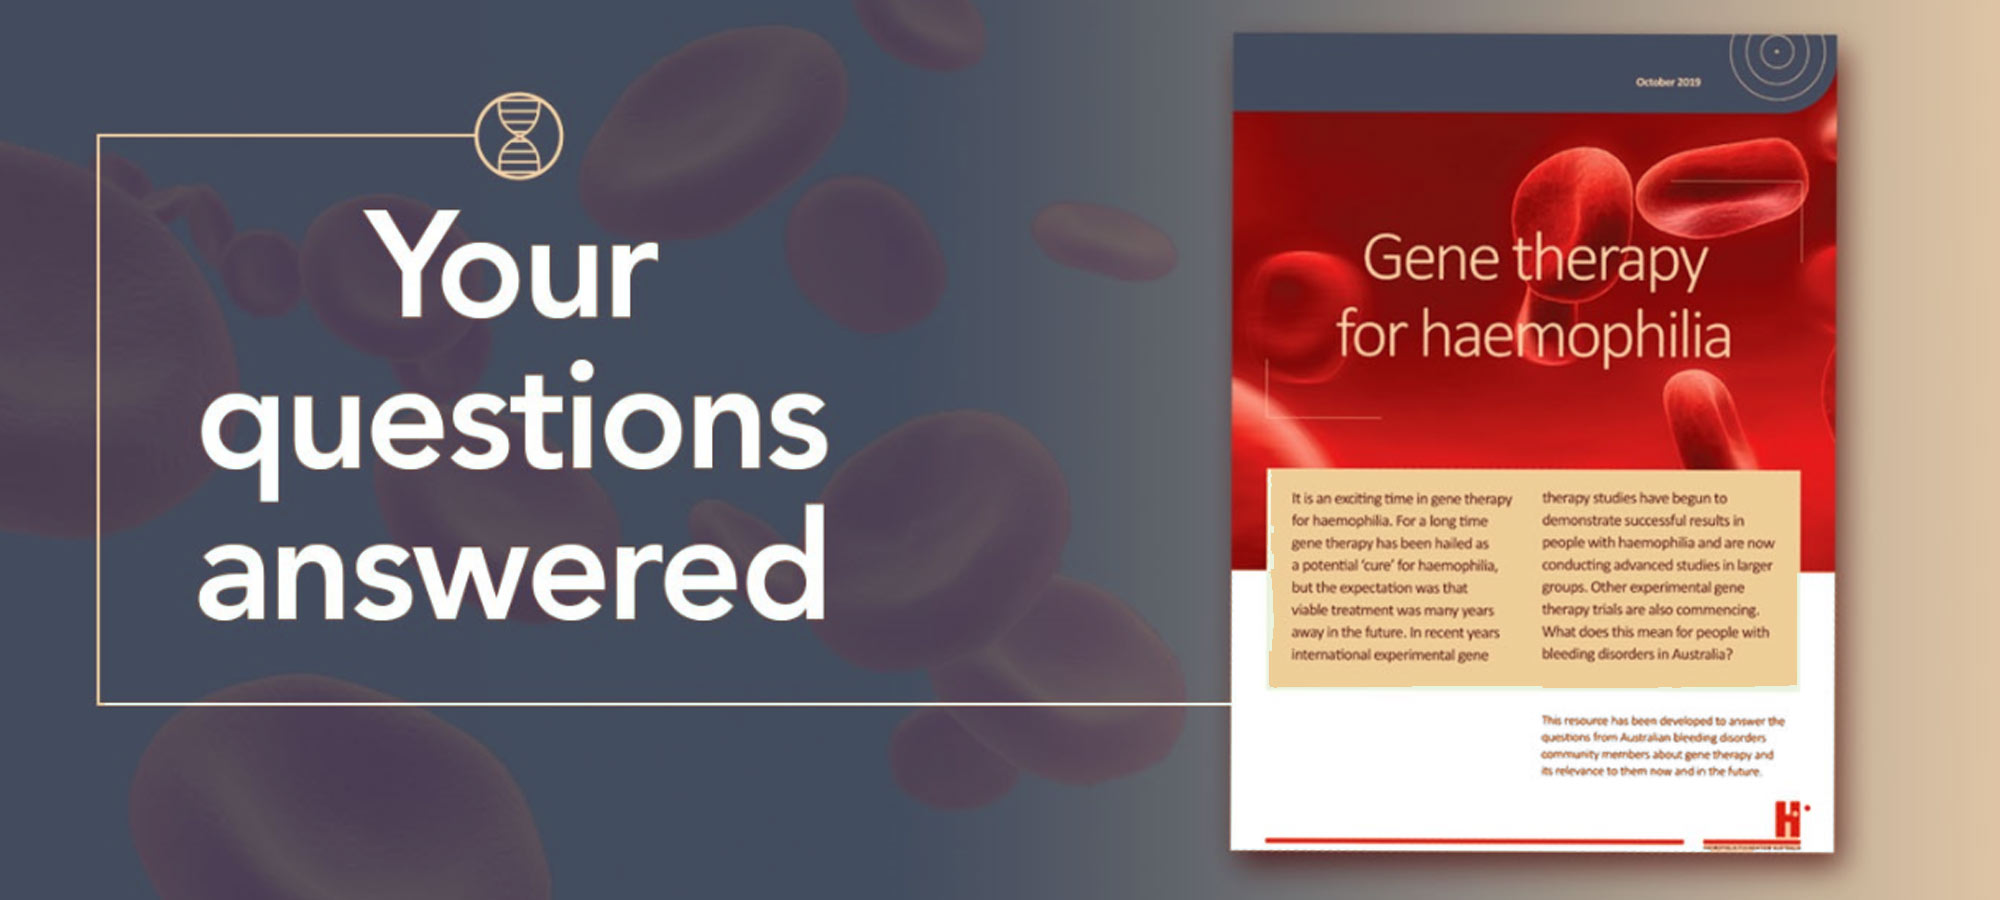 Your
questions
answered
October 2019
Gene therapy
for haemophilia
It is an exciting time in gene therapy
for haemophilia. For a long time
gene therapy has been hailed as
a potential ‘cure’ for haemophilia,
but the expectation was that
viable treatment was many years
away in the future. In recent years
international experimental gene
therapy studies have begun to
demonstrate successful results in
people with haemophilia and are now
conducting advanced studies in larger
groups. Other experimental gene
therapy trials are also commencing.
What does this mean for people with
bleeding disorders in Australia?
This resource has been developed to answer the
questions from Australian bleeding disorders
community members about gene therapy and
its relevance to them now and in the future.
H